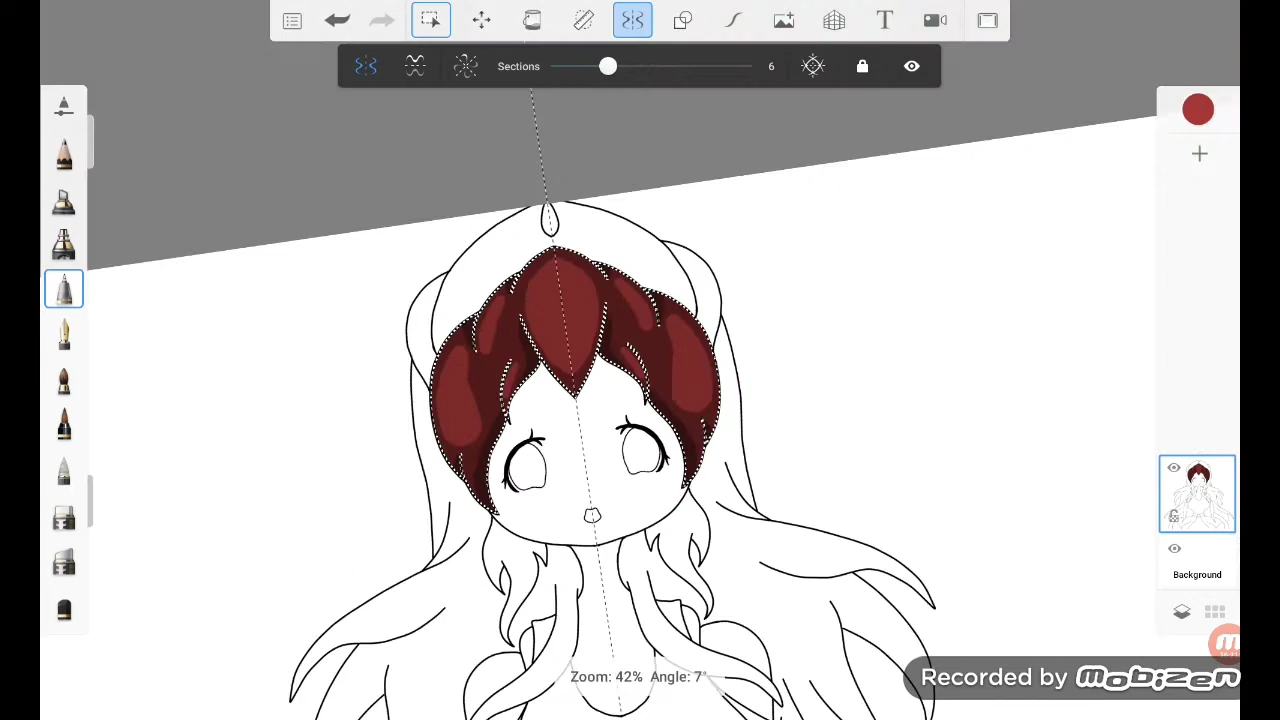 T
Sections 6
Background
Zoom: 42% Angle: 7°
Recorded by mobizen